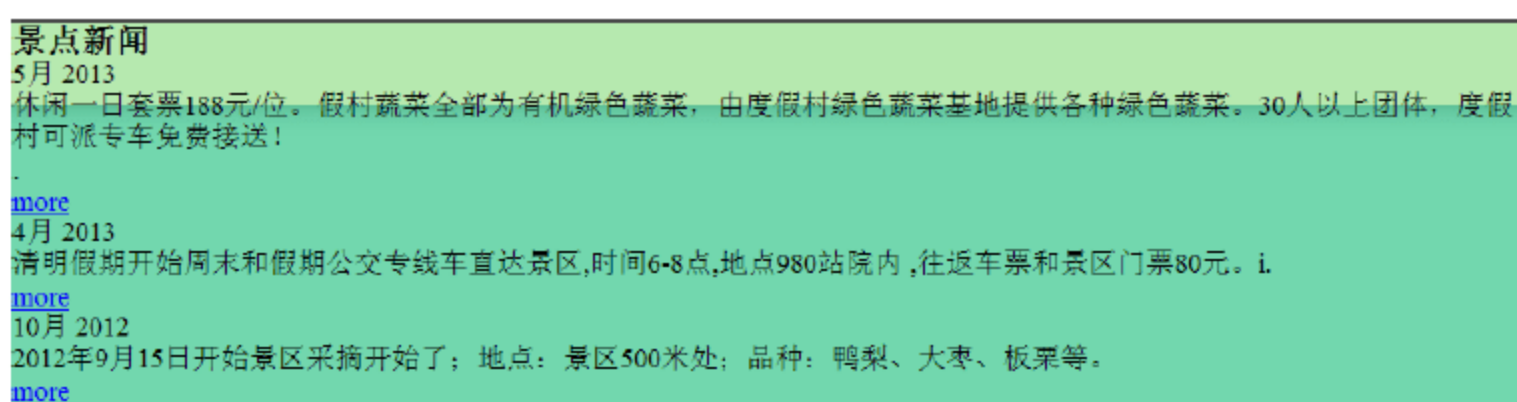 景点新闻
5月 2013
休闲一日套票188元/位。假村蔬菜全部为有机绿色蔬菜，由度假村绿色蔬菜基地提供各种绿色蔬菜。30人以上团体，度假
村可派专车免费接送！
.
more
4月 2013
清明假期开始周末和假期公交专线车直达景区,时间6-8点,地点980站院内 ,往返车票和景区门票80元。i.
more
10月 2012
2012年9月15日开始景区采摘开始了；地点：景区500米处；品种：鸭梨、大枣、板栗等。
more